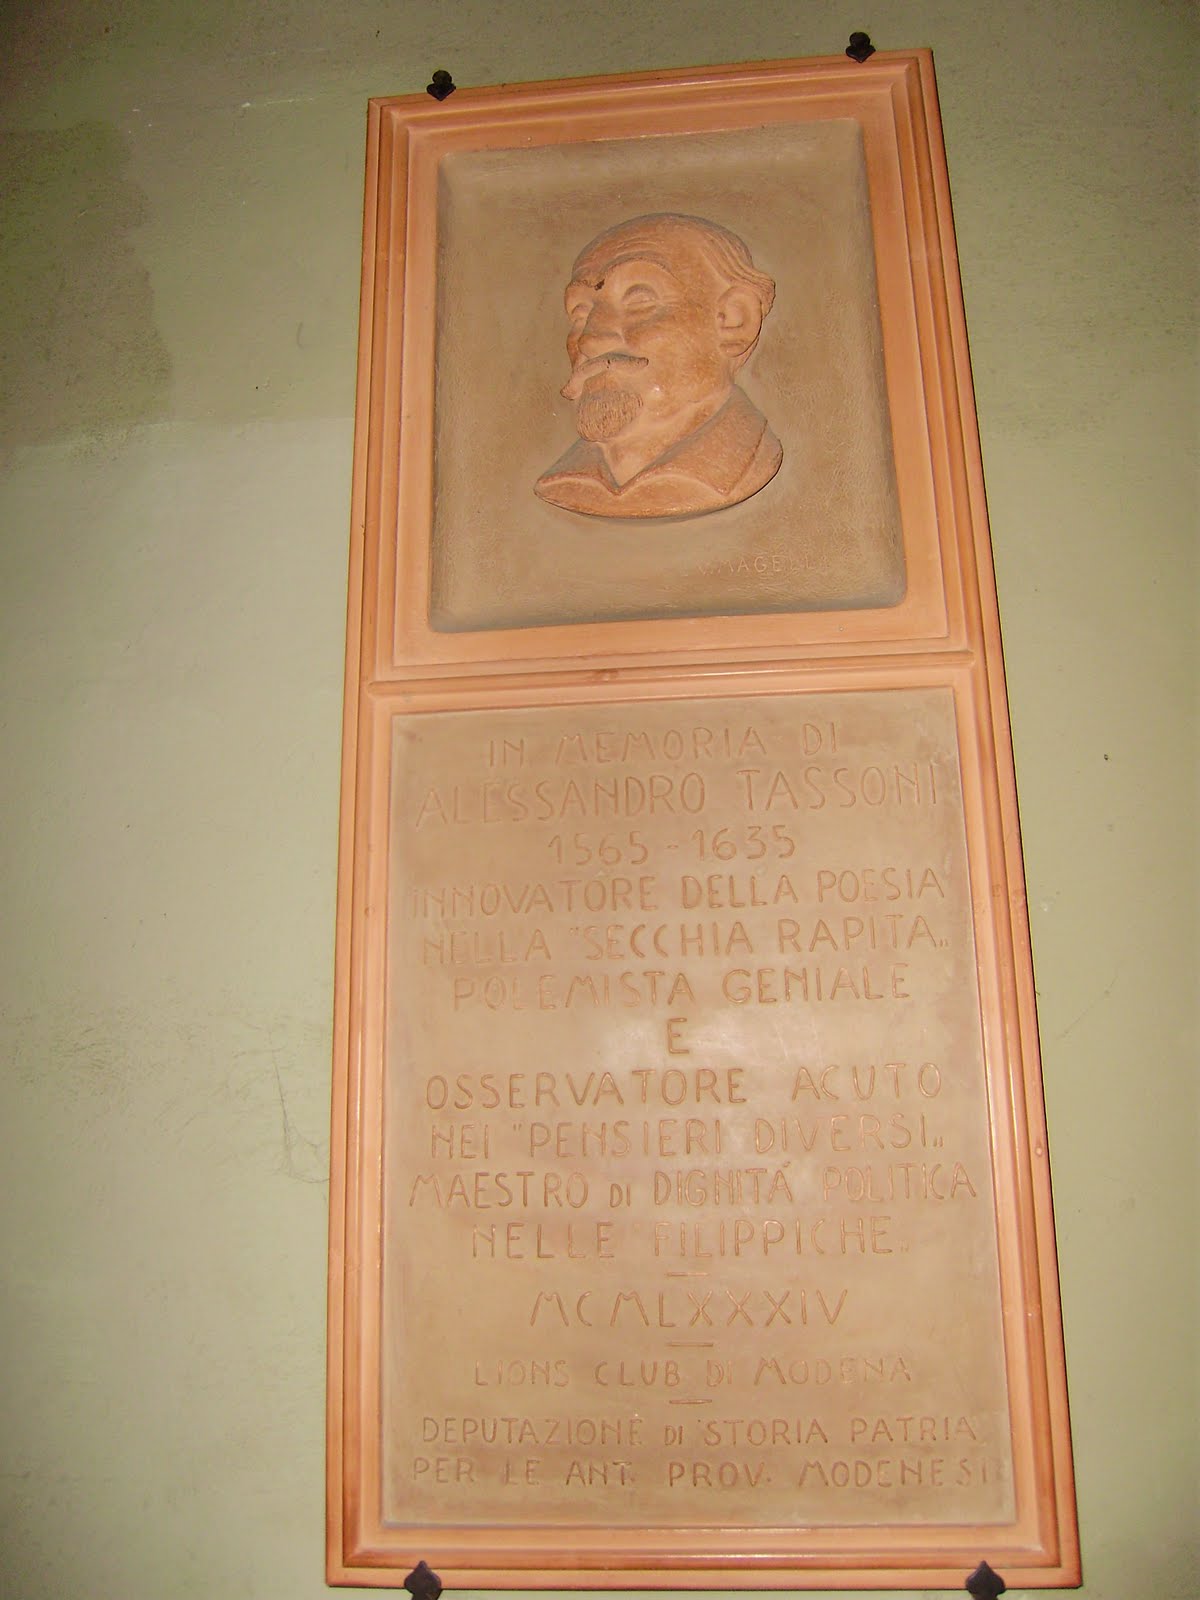 V. MAGELLI
IN MEMORIA DI
ALESSANDRO TASSONI
1565-1635
INNOVATORE DELLA POESIA
NELLA "SECCHIA RAPITA„
POLEMISTA GENIALE
E
OSSERVATORE ACUTO
NEI "PENSIERI DIVERSI„
MAESTRO DI DIGNITÁ POLITICA
NELLE "FILIPPICHE„
MCMLXXXIV
LIONS CLUB DI MODENA
DEPUTAZIONE DI STORIA PATRIA
PER LE ANT. PROV. MODENESI